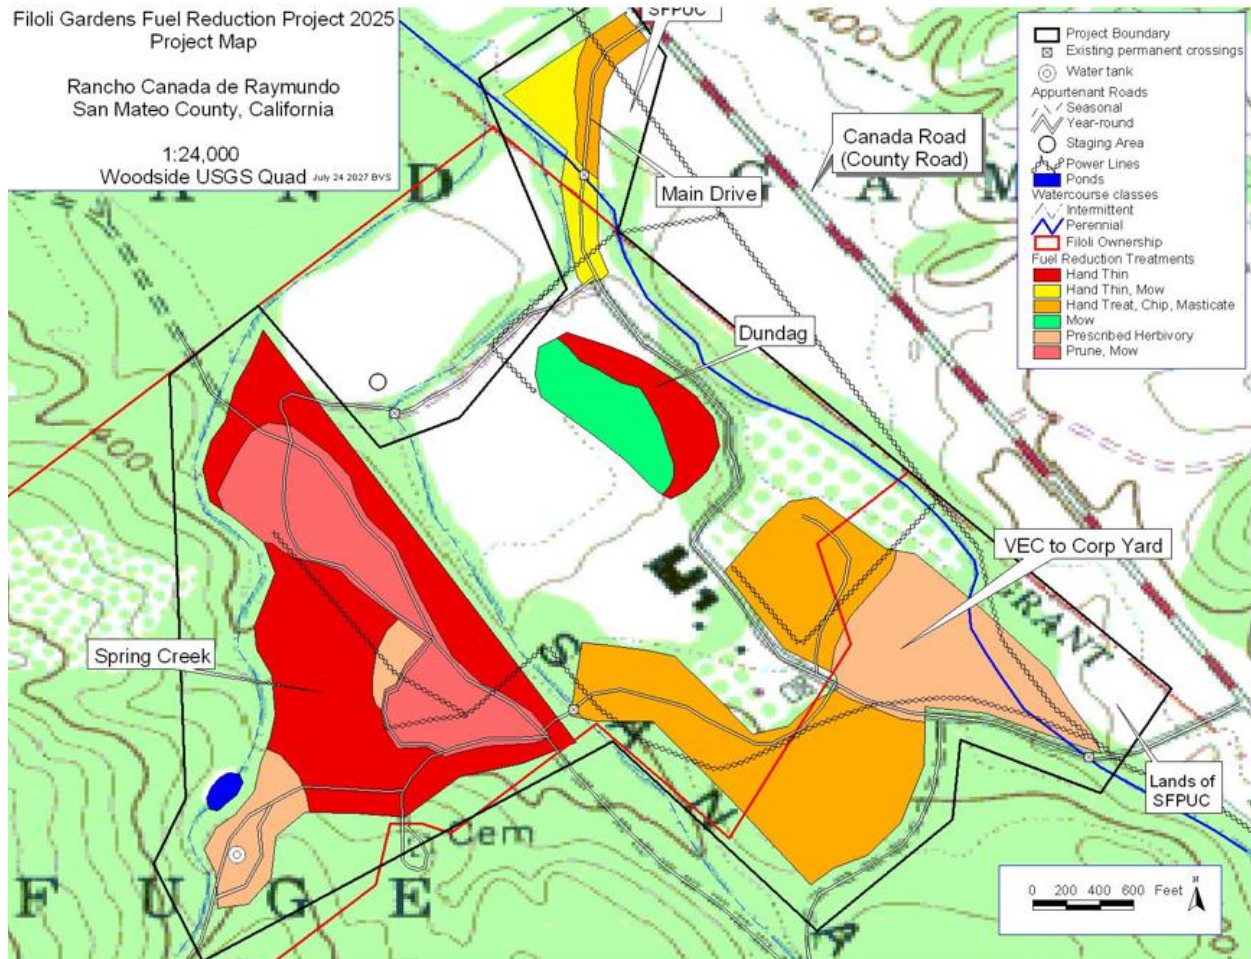 Filoli Gardens Fuel Reduction Project 2025
Project Map
Rancho Canada de Raymundo
San Mateo County, California
1:24,000
Woodside USGS Quad July 24 2027 BYS
SFPUC
Project Boundary
Existing permanent crossings
Water tank
Appurtenant Roads
Seasonal
Year-round
Staging Area
Power Lines
Ponds
Watercourse classes
Intermittent
Perennial
Filoli Ownership
Fuel Reduction Treatments
Hand Thin
Hand Thin, Mow
Hand Treat, Chip, Masticate
Mow
Prescribed Herbivory
Prune, Mow
Canada Road
(County Road)
Main Drive
Dundag
400
VEC to Corp Yard
GRANT
Spring Creek
Lands of
SFPUC
Cem
F U G E
0 200 400 600 Feet